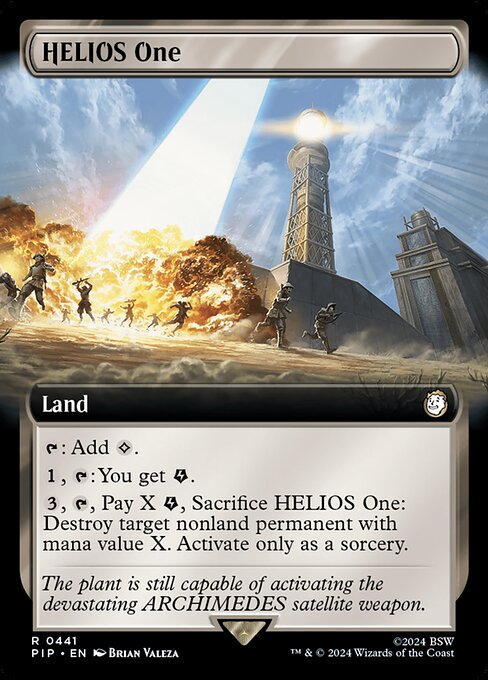 HELIOS One
Land
: Add .
1, : You get .
3, , Pay X , Sacrifice HELIOS One:
Destroy target nonland permanent with
mana value X. Activate only as a sorcery.
The plant is still capable of activating the
devastating ARCHIMEDES satellite weapon.
R 0441
©2024 BSW
PIP • EN BRIAN VALEZA
™ & © 2024 Wizards of the Coast